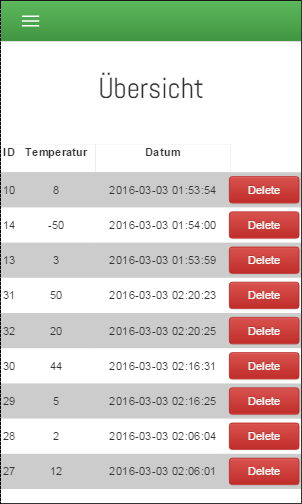 Übersicht
ID Temperatur Datum
10 8 2016-03-03 01:53:54 Delete
14 -50 2016-03-03 01:54:00 Delete
13 3 2016-03-03 01:53:59 Delete
31 50 2016-03-03 02:20:23 Delete
32 20 2016-03-03 02:20:25 Delete
30 44 2016-03-03 02:16:31 Delete
29 5 2016-03-03 02:16:25 Delete
28 2 2016-03-03 02:06:04 Delete
27 12 2016-03-03 02:06:01 Delete